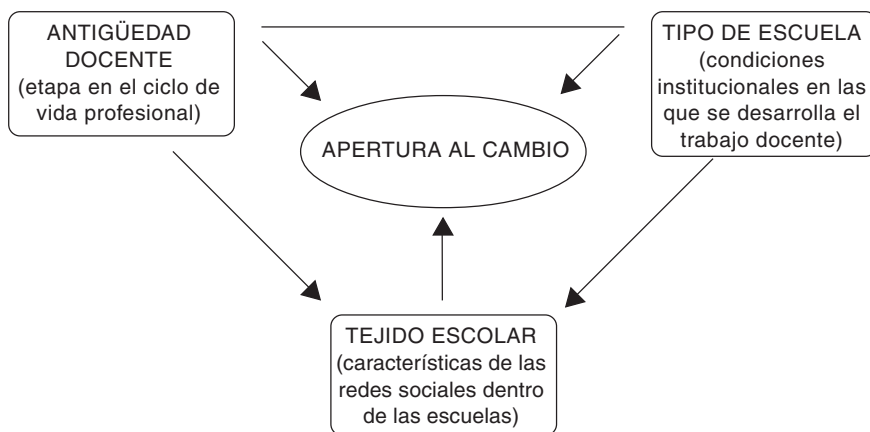 ANTIGÜEDAD
DOCENTE
(etapa en el ciclo de
vida profesional)
TIPO DE ESCUELA
(condiciones
institucionales en las
que se desarrolla el
trabajo docente)
APERTURA AL CAMBIO
TEJIDO ESCOLAR
(características de las
redes sociales dentro
de las escuelas)